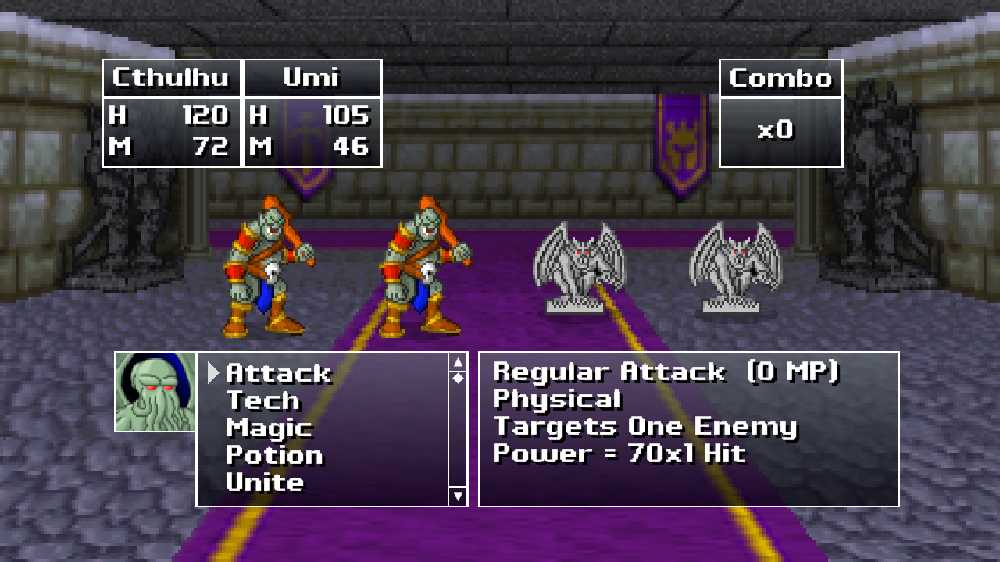 Cthulhu Umi Combo
H 120 H 105 x0
M 72 M 46
Attack
Tech
Magic
Potion
Unite
Regular Attack (0 MP)
Physical
Targets One Enemy
Power = 70x1 Hit